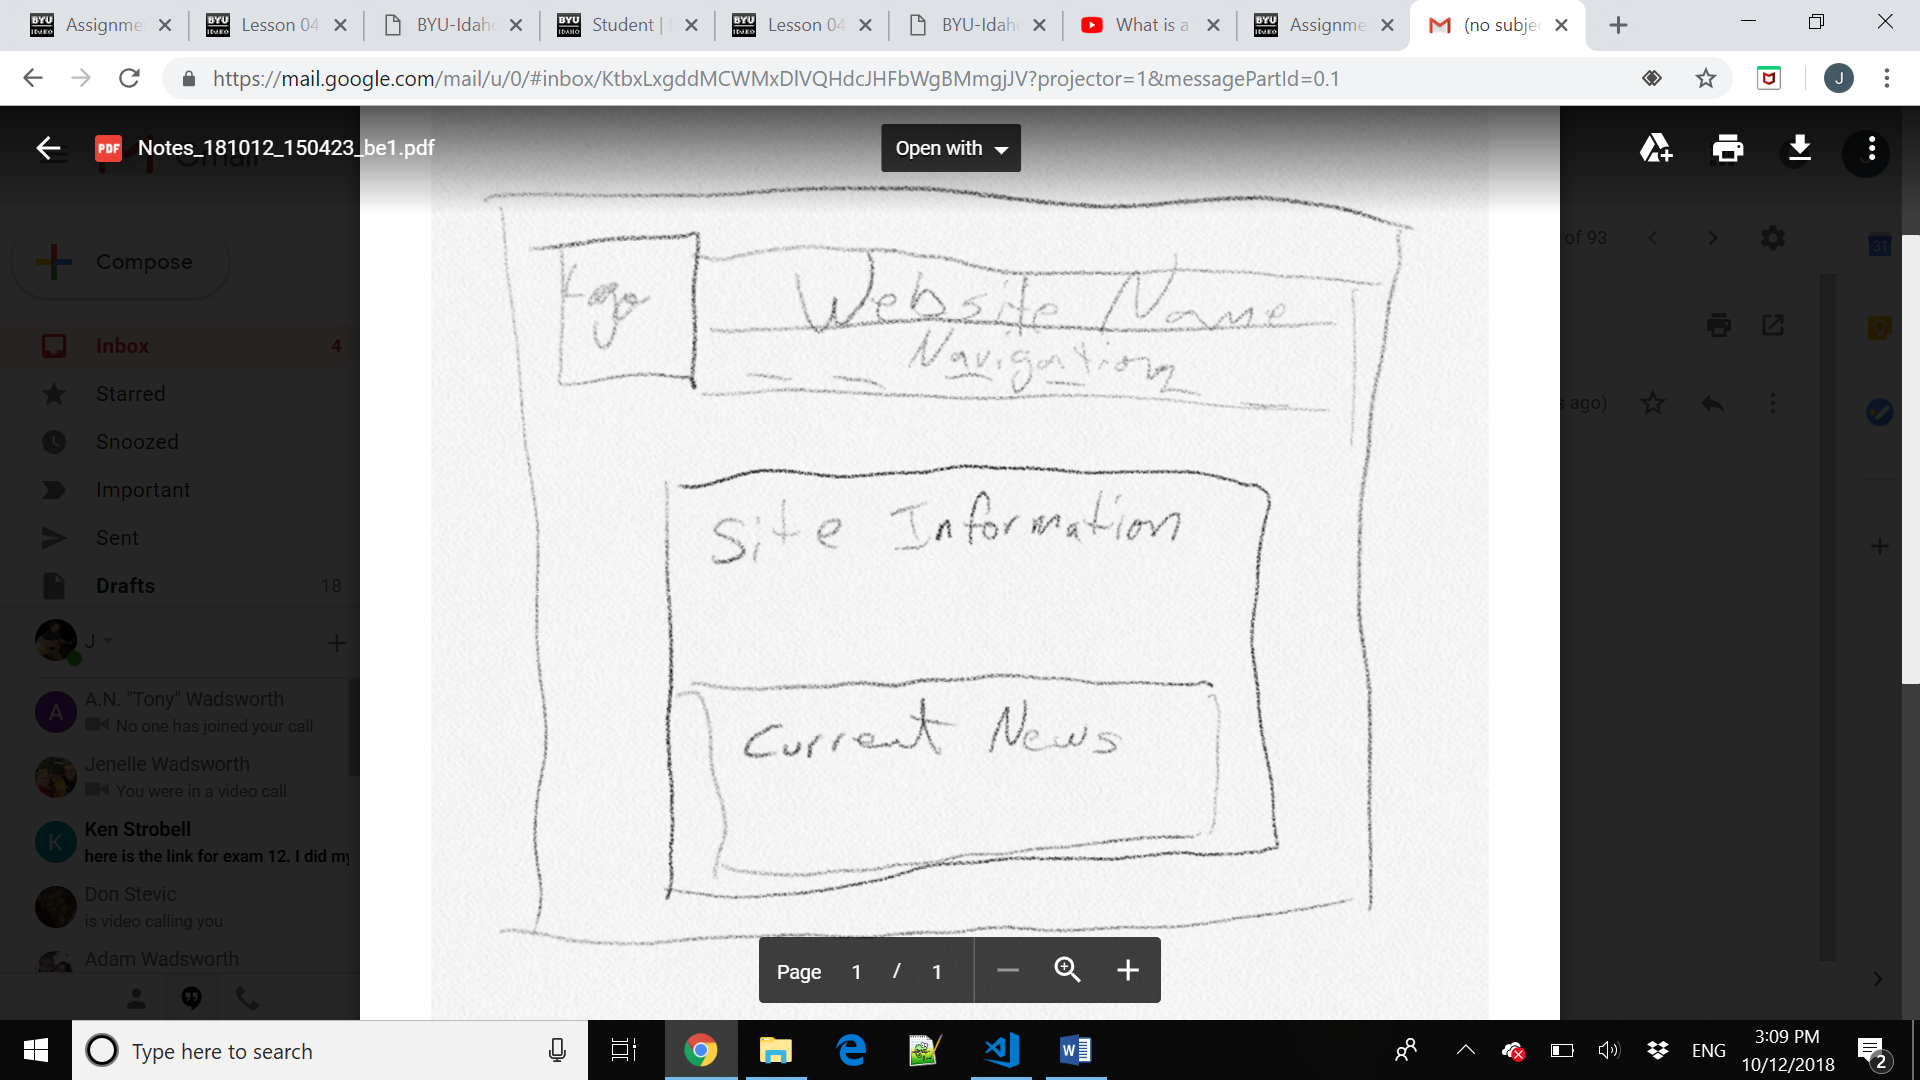 Assignme
Lesson 04
BYU-Idah
Student |
Lesson 04
BYU-Idah
What is a
Assignme
(no subje
https://mail.google.com/mail/u/0/#inbox/KtbxLxgddMCWMxDlVQHdcJHFbWgBMmgjJV?projector=1&messagePartId=0.1
J
PDF
Notes_181012_150423_be1.pdf
Open with
Compose
of 93
31
Inbox 4
Starred
Snoozed
Important
Sent
Drafts 18
s ago)
J
A
A.N. "Tony" Wadsworth
No one has joined your call
Jenelle Wadsworth
You were in a video call
K
Ken Strobell
here is the link for exam 12. I did my
Don Stevic
is video calling you
Adam Wadsworth
Logo
Website Name
Navigation
Site Information
Current News
Page 1 / 1
Type here to search
ENG
3:09 PM
10/12/2018
2